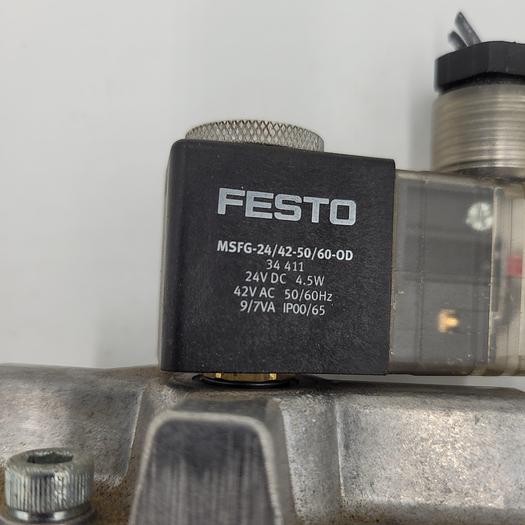 FESTO
MSFG-24/42-50/60-OD
34 411
24V DC 4.5W
42V AC 50/60Hz
9/7VA IP00/65